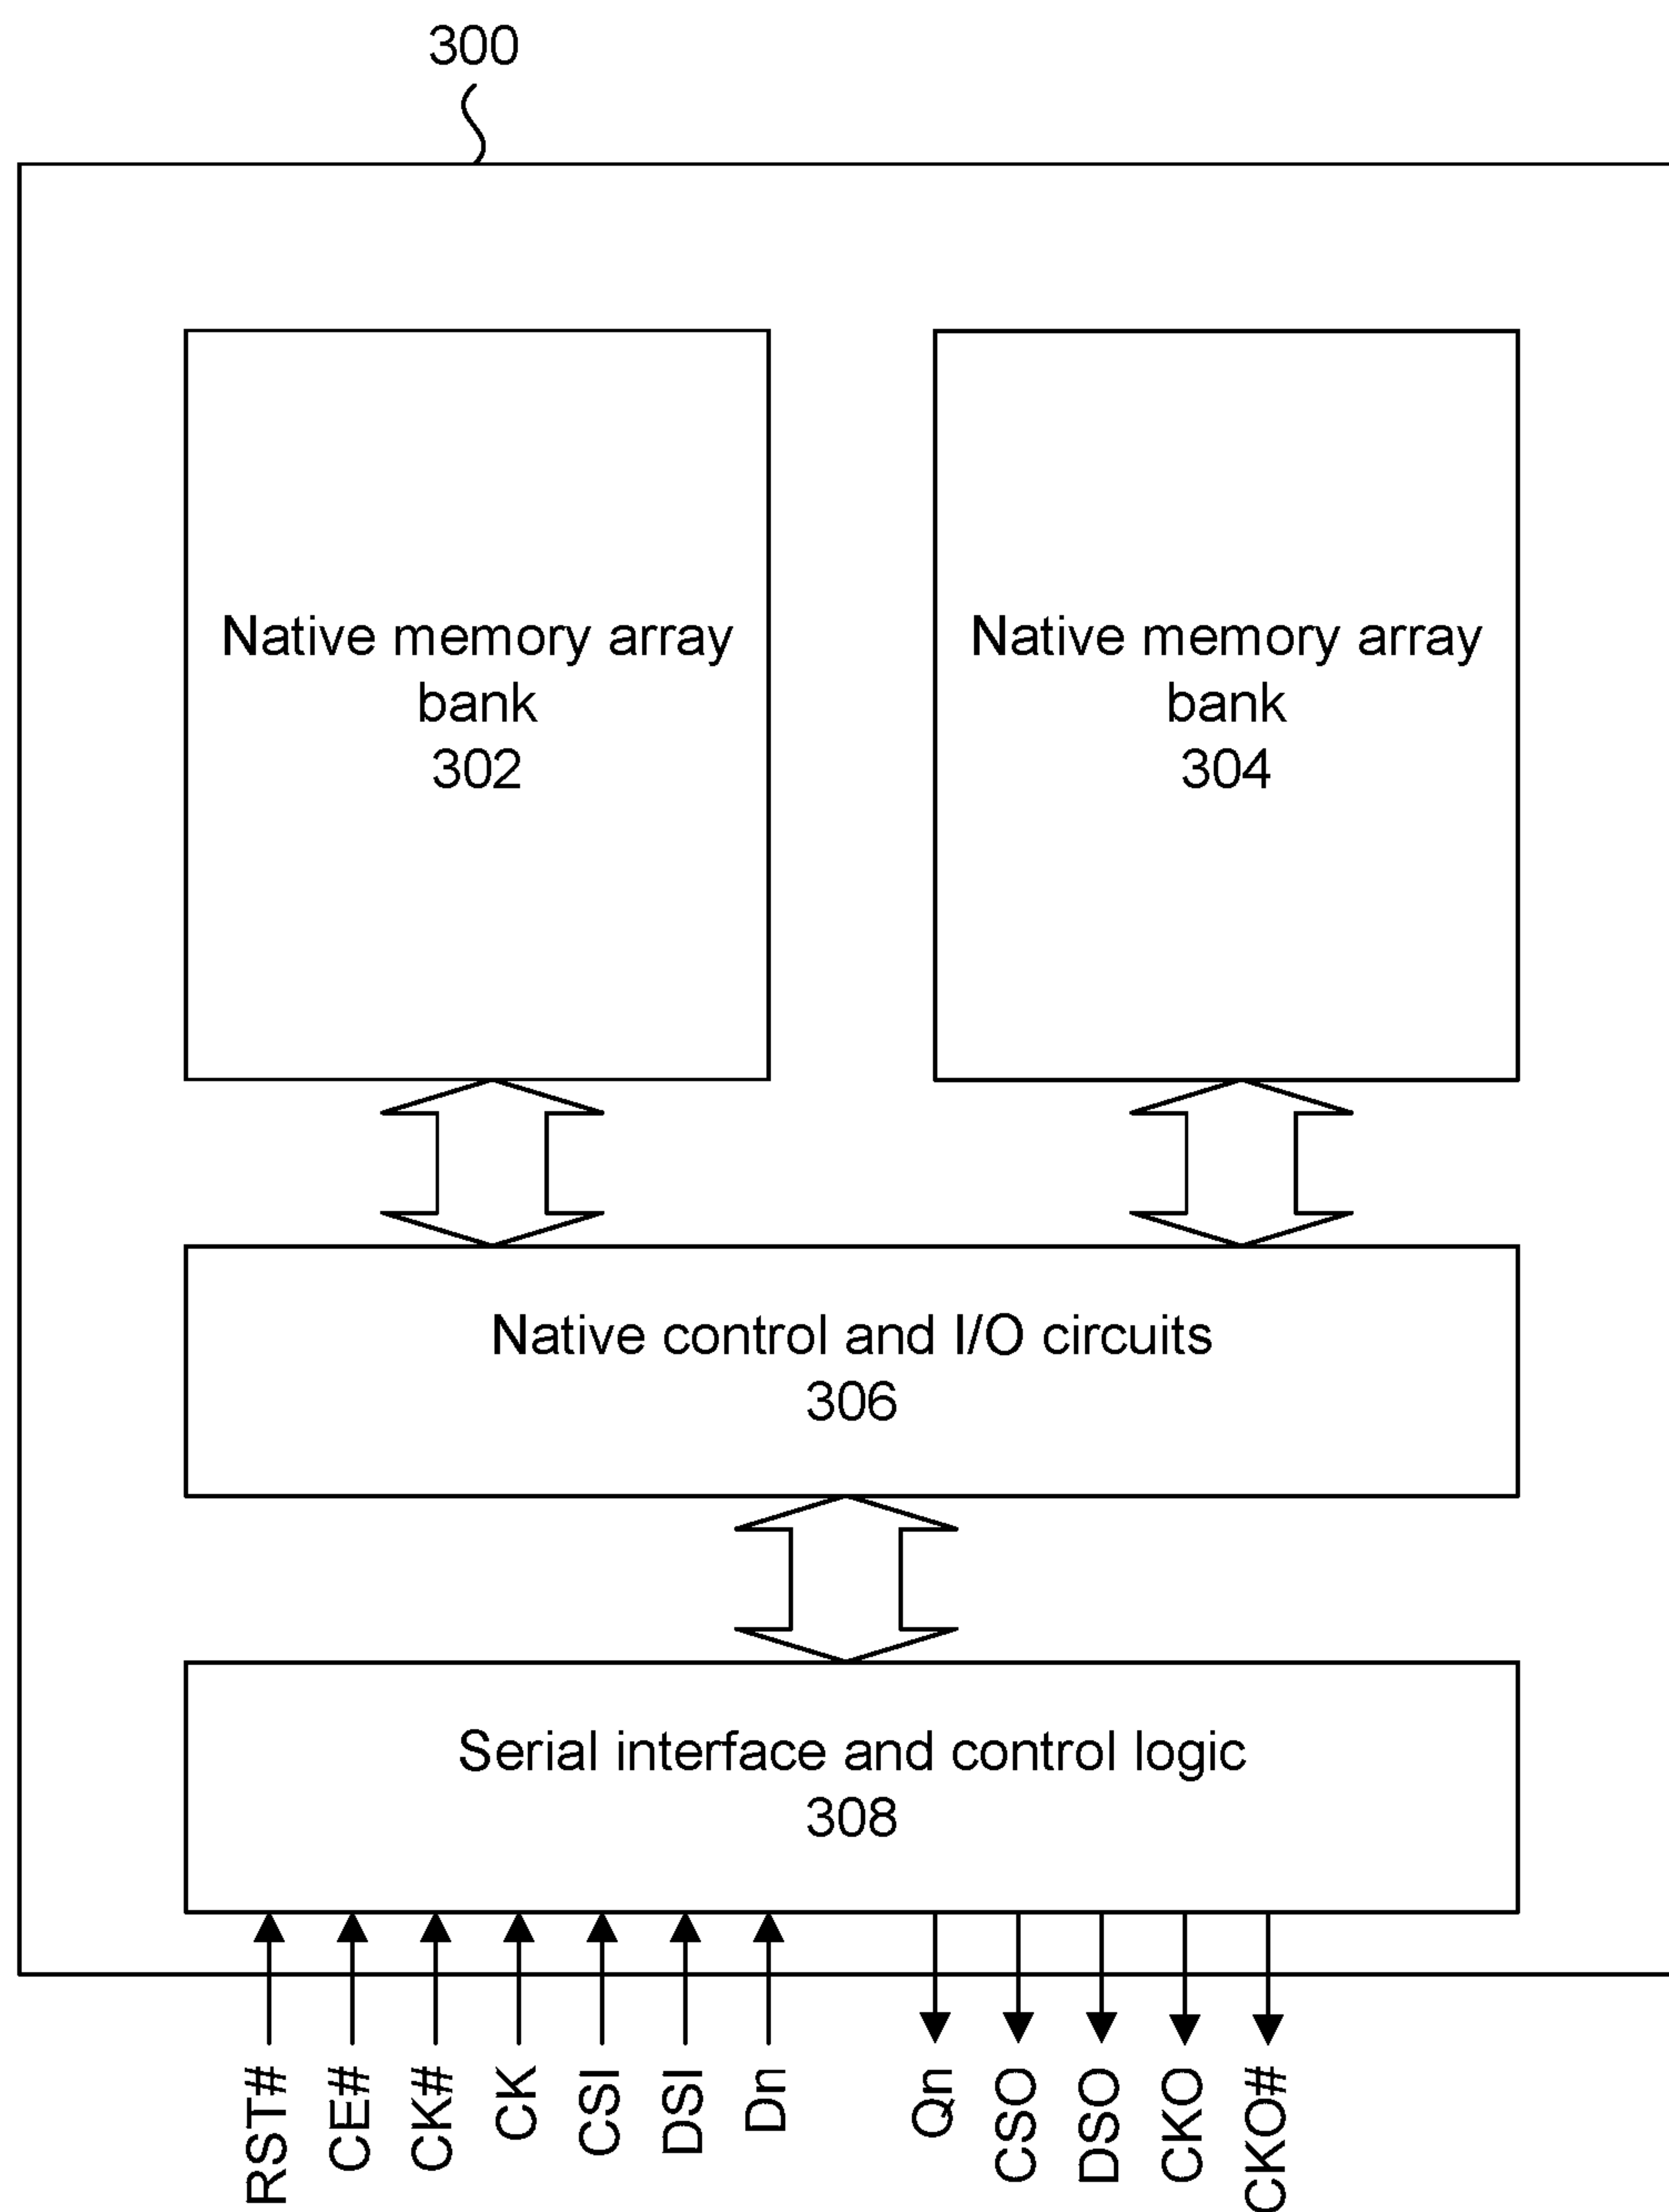 300
Native memory array
bank
302
Native memory array
bank
304
Native control and I/O circuits
306
Serial interface and control logic
308
RST#
CE#
CK#
CK
CSI
DSI
Dn
Qn
CSO
DSO
CKO
CKO#